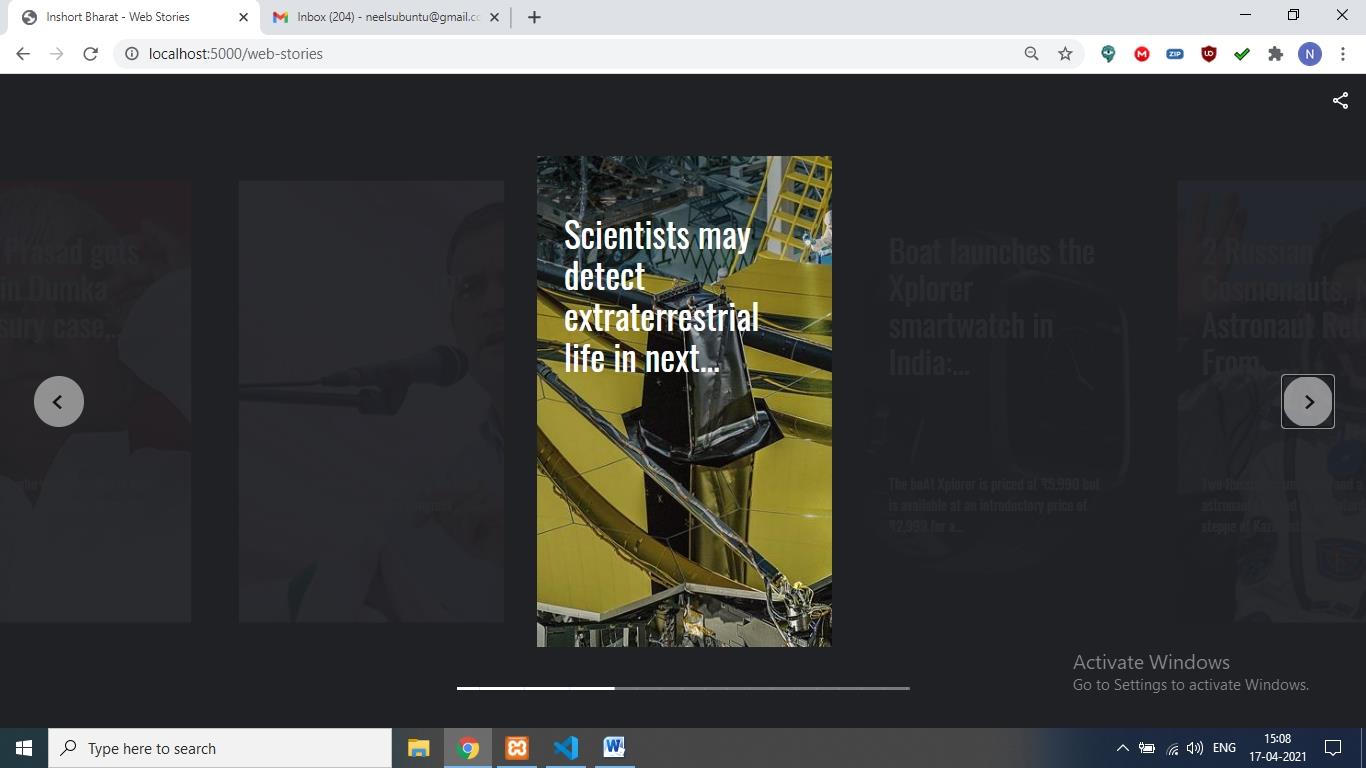 Inshort Bharat - Web Stories
Inbox (204) - neelsubuntu@gmail.cc
localhost:5000/web-stories
ZIP
N
Scientists may
detect
extraterrestrial
life in next...
Prasad gets
in Dumka
sury case...
Boat launches the
Xplorer
smartwatch in
India:...
The boAt Xplorer is priced at ₹5,990 but
is available at an introductory price of
₹2,999 for a...
2 Russian
Cosmonauts,
Astronaut Re
From
Activate Windows
Go to Settings to activate Windows.
Type here to search
ENG
15:08
17-04-2021